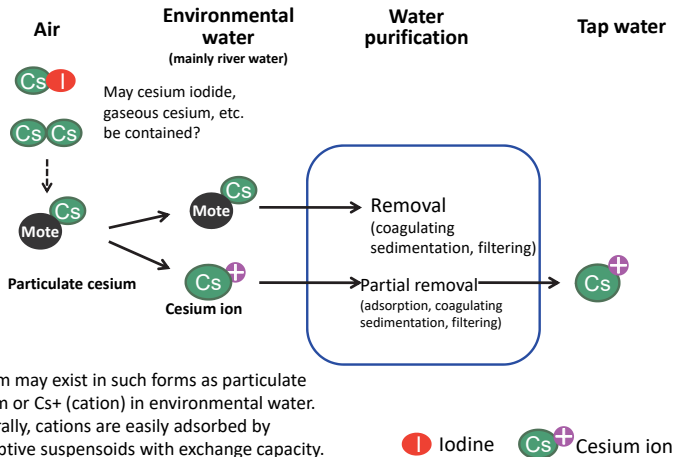 Air
Environmental
water
(mainly river water)
Water
purification
Tap water
Cs I
May cesium iodide,
gaseous cesium, etc.
be contained?
Cs Cs
Cs
Mote
Particulate cesium
Cs
Mote
Removal
(coagulating
sedimentation, filtering)
Cs +
Cesium ion
Partial removal
(adsorption, coagulating
sedimentation, filtering)
Cs +
may exist in such forms as particulate
or Cs+ (cation) in environmental water.
cations are easily adsorbed by
suspensoids with exchange capacity.
I Iodine
Cs + Cesium ion